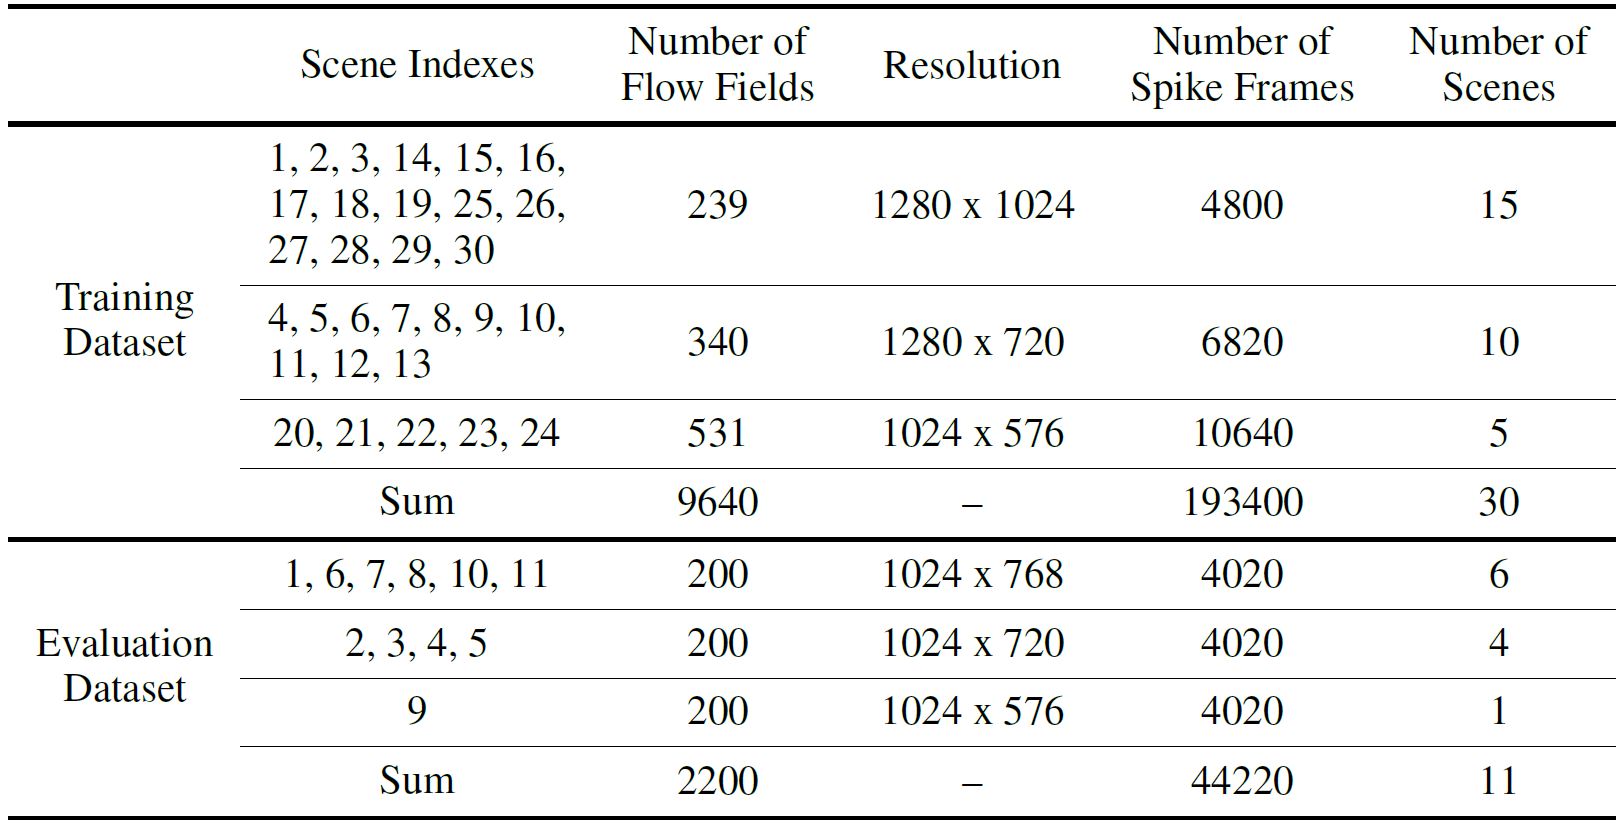 Scene Indexes Number of Flow Fields Resolution Number of Spike Frames Number of Scenes
Training Dataset
1, 2, 3, 14, 15, 16,
17, 18, 19, 25, 26,
27, 28, 29, 30
239 1280 x 1024 4800 15
4, 5, 6, 7, 8, 9, 10,
11, 12, 13
340 1280 x 720 6820 10
20, 21, 22, 23, 24 531 1024 x 576 10640 5
Sum 9640 – 193400 30
Evaluation Dataset
1, 6, 7, 8, 10, 11 200 1024 x 768 4020 6
2, 3, 4, 5 200 1024 x 720 4020 4
9 200 1024 x 576 4020 1
Sum 2200 – 44220 11